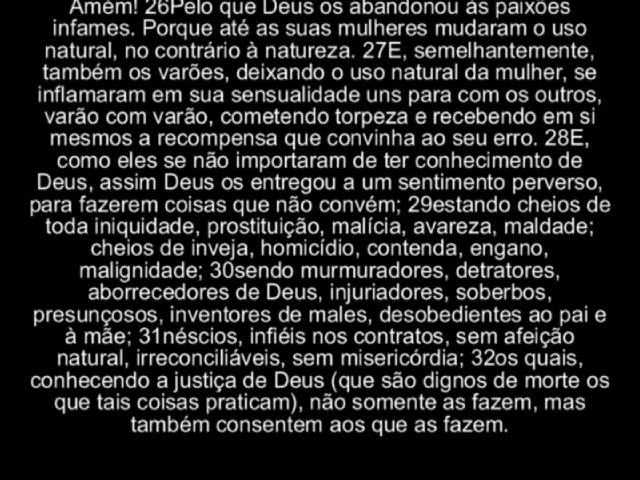 Amém! 26Pelo que Deus os abandonou às paixões
infames. Porque até as suas mulheres mudaram o uso
natural, no contrário à natureza. 27E, semelhantemente,
também os varões, deixando o uso natural da mulher, se
inflamaram em sua sensualidade uns para com os outros,
varão com varão, cometendo torpeza e recebendo em si
mesmos a recompensa que convinha ao seu erro. 28E,
como eles se não importaram de ter conhecimento de
Deus, assim Deus os entregou a um sentimento perverso,
para fazerem coisas que não convém; 29estando cheios de
toda iniquidade, prostituição, malícia, avareza, maldade;
cheios de inveja, homicídio, contenda, engano,
malignidade; 30sendo murmuradores, detratores,
aborrecedores de Deus, injuriadores, soberbos,
presunçosos, inventores de males, desobedientes ao pai e
à mãe; 31néscios, infiéis nos contratos, sem afeição
natural, irreconciliáveis, sem misericórdia; 32os quais,
conhecendo a justiça de Deus (que são dignos de morte os
que tais coisas praticam), não somente as fazem, mas
também consentem aos que as fazem.